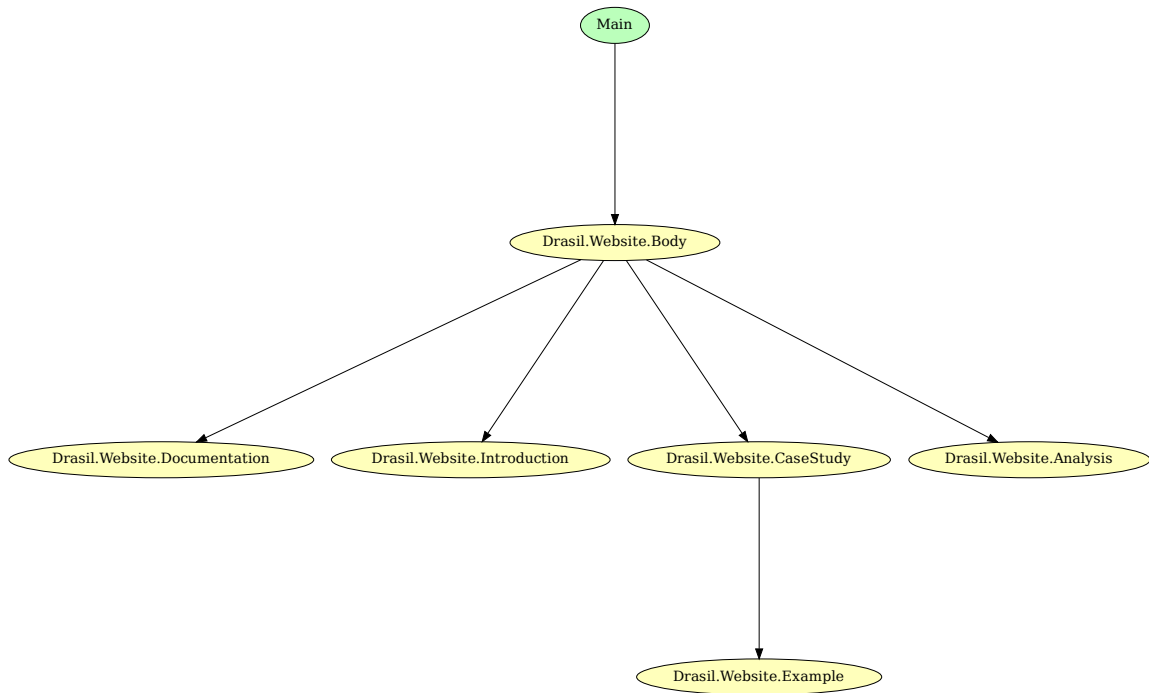 Main
Drasil.Website.Body
Drasil.Website.Documentation
Drasil.Website.Introduction
Drasil.Website.CaseStudy
Drasil.Website.Analysis
Drasil.Website.Example